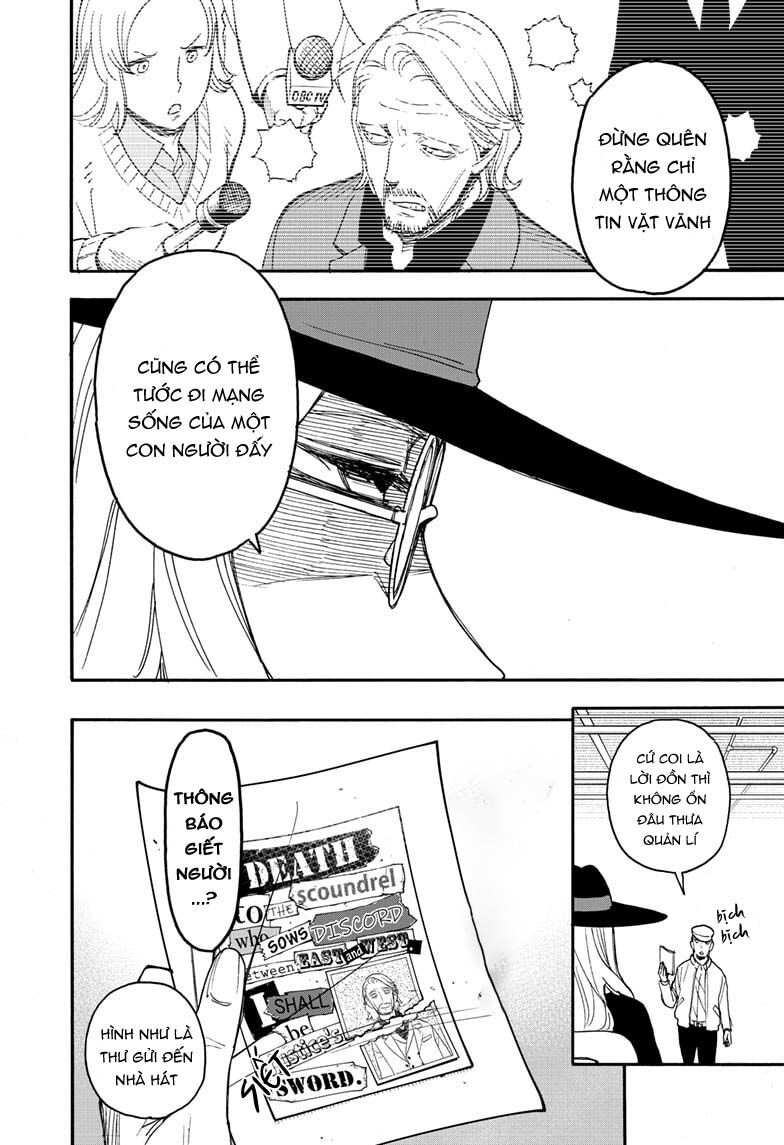 OBC TV
ĐỪNG QUÊN
RẰNG CHỈ
MỘT THÔNG
TIN VẶT VÃNH
CŨNG CÓ THỂ
TƯỚC ĐI MẠNG
SỐNG CỦA MỘT
CON NGƯỜI ĐẤY
CỨ COI LÀ
LỜI ĐỒN THÌ
KHÔNG ỔN
ĐÂU THƯA
QUẢN LÍ
bịch
bịch
THÔNG
BÁO
GIẾT
NGƯỜI
...?
DEATH
to THE scoundrel
who SOWS DISCORD
between EAST and WEST.
I SHALL
be
justice's
SWORD.
SIẾT
HÌNH NHƯ LÀ
THƯ GỬI ĐẾN
NHÀ HÁT